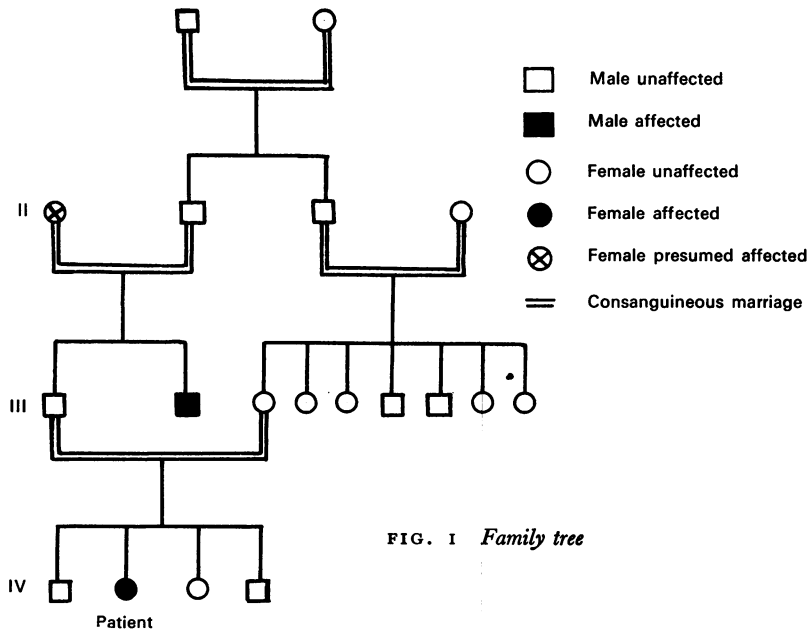 Male unaffected
Male affected
Female unaffected
Female affected
Female presumed affected
Consanguineous marriage
II
III
IV
Patient
FIG. I Family tree